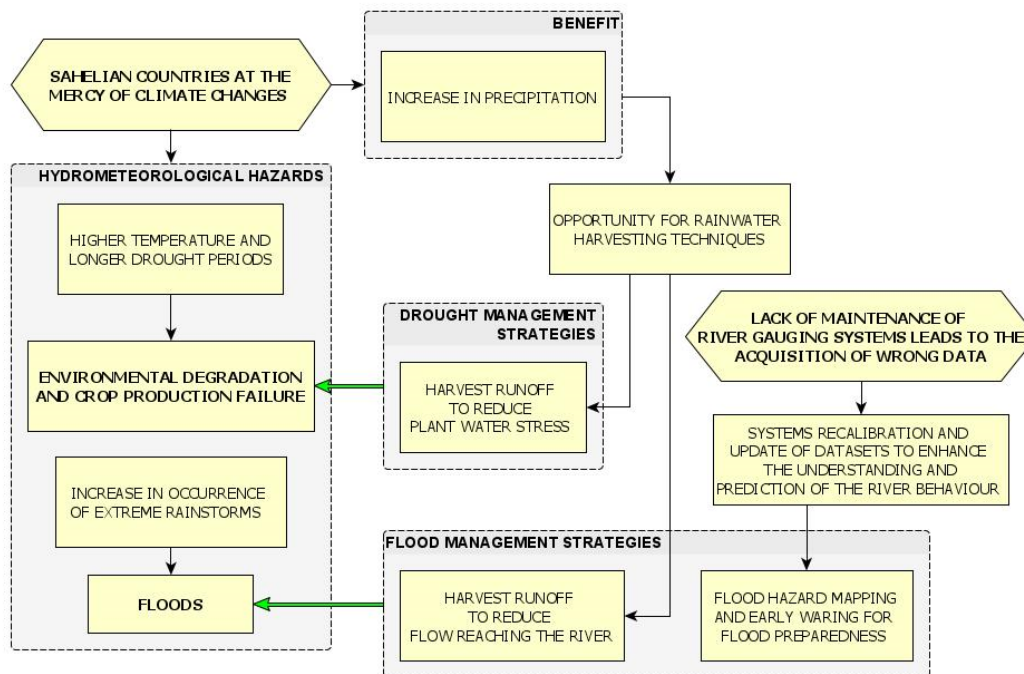 BENEFIT
SAHELIAN COUNTRIES AT THE
MERCY OF CLIMATE CHANGES
INCREASE IN PRECIPITATION
HYDROMETEOROLOGICAL HAZARDS
HIGHER TEMPERATURE AND
LONGER DROUGHT PERIODS
OPPORTUNITY FOR RAINWATER
HARVESTING TECHNIQUES
DROUGHT MANAGEMENT
STRATEGIES
LACK OF MAINTENANCE OF
RIVER GAUGING SYSTEMS LEADS TO THE
ACQUISITION OF WRONG DATA
ENVIRONMENTAL DEGRADATION
AND CROP PRODUCTION FAILURE
HARVEST RUNOFF
TO REDUCE
PLANT WATER STRESS
SYSTEMS RECALIBRATION AND
UPDATE OF DATASETS TO ENHANCE
THE UNDERSTANDING AND
PREDICTION OF THE RIVER BEHAVIOUR
INCREASE IN OCCURRENCE
OF EXTREME RAINSTORMS
FLOOD MANAGEMENT STRATEGIES
FLOODS
HARVEST RUNOFF
TO REDUCE
FLOW REACHING THE RIVER
FLOOD HAZARD MAPPING
AND EARLY WARING FOR
FLOOD PREPAREDNESS